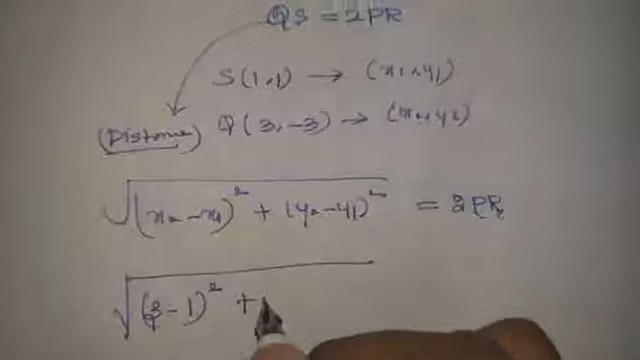 QS = 2PR
S(1,1) → (x1, y1)
(Distance) Q(3,-3) → (x2, y2)
√(x2 - x1)² + (y2 - y1)² = 2PR
√(3 - 1)² +